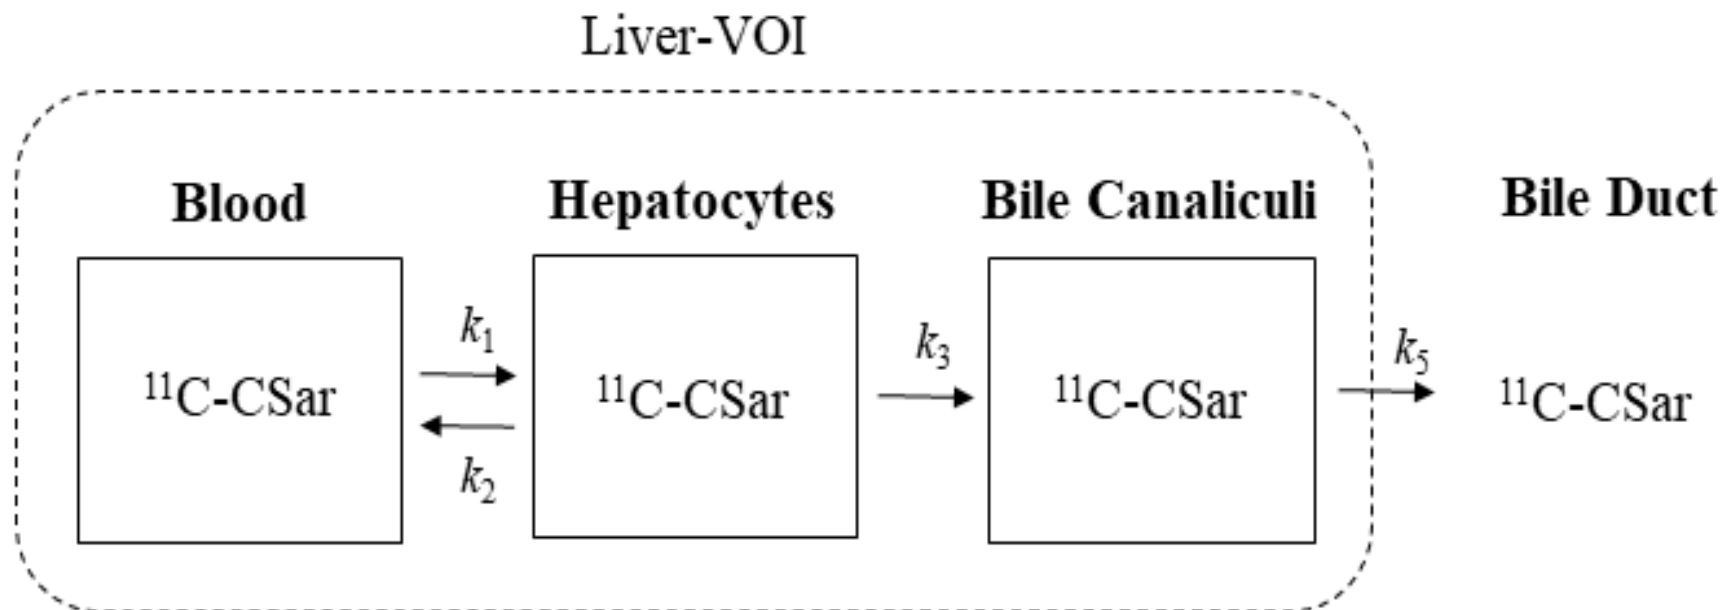 Liver-VOI
Blood
Hepatocytes
Bile Canaliculi
Bile Duct
¹¹C-CSar
k₁
k₂
¹¹C-CSar
k₃
¹¹C-CSar
k₅
¹¹C-CSar